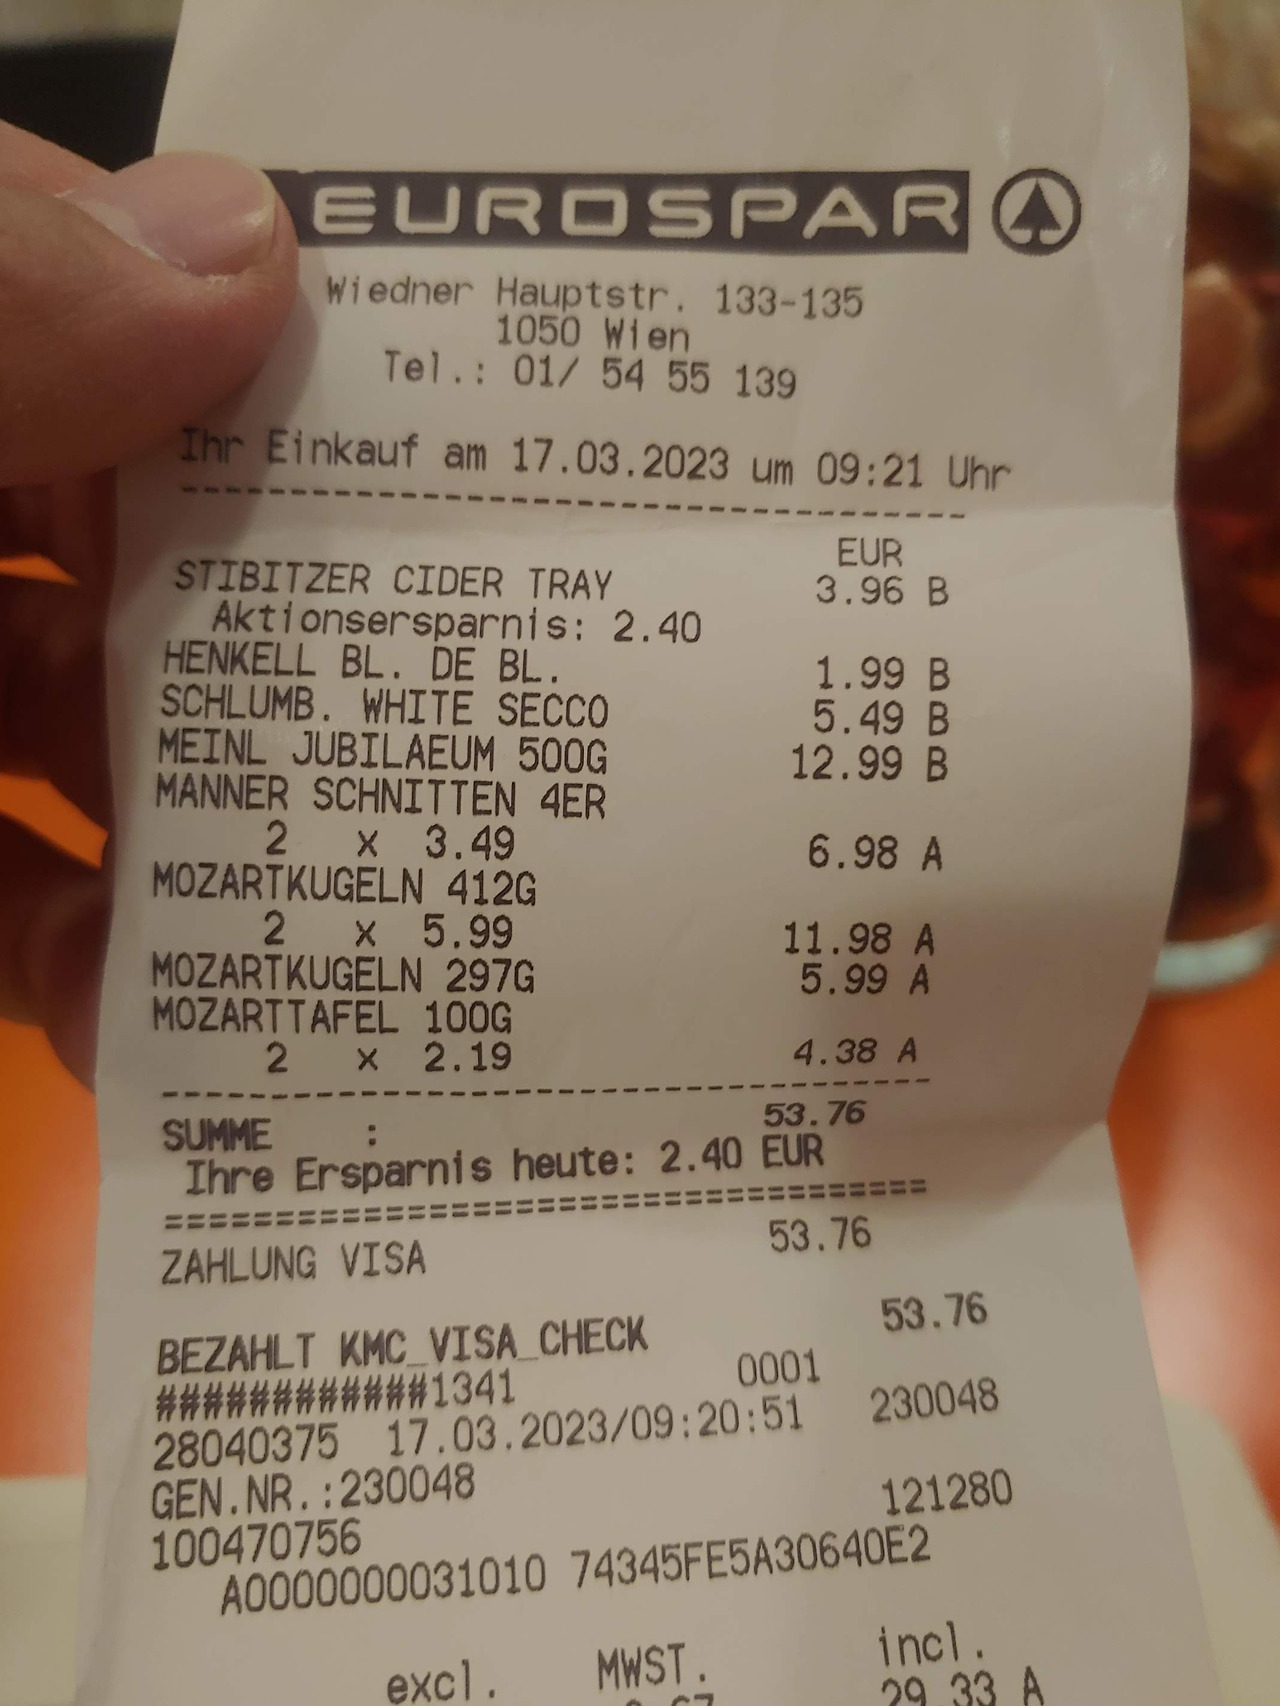 EUROSPAR
Wiedner Hauptstr. 133-135
1050 Wien
Tel.: 01/ 54 55 139
Ihr Einkauf am 17.03.2023 um 09:21 Uhr
--------------------------------------
EUR
STIBITZER CIDER TRAY 3.96 B
Aktionsersparnis: 2.40
HENKELL BL. DE BL. 1.99 B
SCHLUMB. WHITE SECCO 5.49 B
MEINL JUBILAEUM 500G 12.99 B
MANNER SCHNITTEN 4ER
2 x 3.49 6.98 A
MOZARTKUGELN 412G
2 x 5.99 11.98 A
MOZARTKUGELN 297G 5.99 A
MOZARTTAFEL 100G
2 x 2.19 4.38 A
--------------------------------------
SUMME : 53.76
Ihre Ersparnis heute: 2.40 EUR
======================================
ZAHLUNG VISA 53.76
BEZAHLT KMC_VISA_CHECK 53.76
############1341 0001
28040375 17.03.2023/09:20:51 230048
GEN.NR.:230048
100470756 121280
A0000000031010 74345FE5A30640E2
excl. MWST. incl.
29.33 A